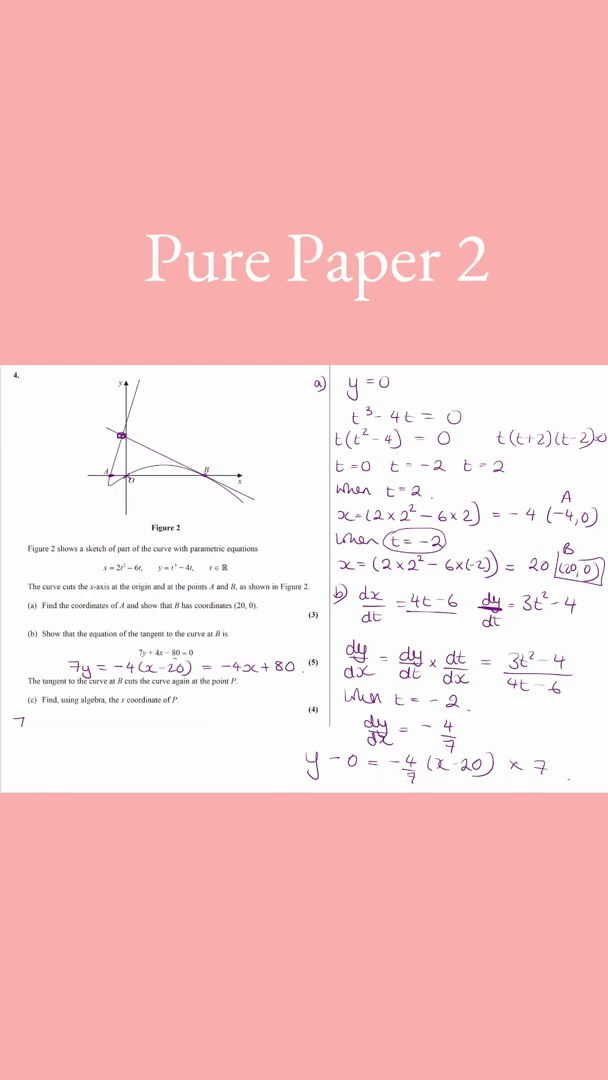 Pure Paper 2
4.
y
A
O
B
x
Figure 2
Figure 2 shows a sketch of part of the curve with parametric equations
x = 2t² − 6t, y = t³ − 4t, t ∈ ℝ
The curve cuts the x-axis at the origin and at the points A and B, as shown in Figure 2.
(a) Find the coordinates of A and show that B has coordinates (20, 0).
(3)
(b) Show that the equation of the tangent to the curve at B is
7y + 4x − 80 = 0
7y = −4(x−20) = −4x+80.
(5)
The tangent to the curve at B cuts the curve again at the point P.
(c) Find, using algebra, the x coordinate of P.
(4)
7
a) y = 0
t³ − 4t = 0
t(t² − 4) = 0 t(t+2)(t−2)=0
t=0 t=−2 t=2
when t=2.
x=(2×2²−6×2) = −4 (−4,0) A
when t=−2
x=(2×2²−6×(−2)) = 20 (20,0) B
b) dx/dt = 4t−6 dy/dt = 3t²−4
dy/dx = dy/dt × dt/dx = (3t²−4)/(4t−6)
when t = −2.
dy/dx = −4/7
y − 0 = −4/7 (x−20) × 7.